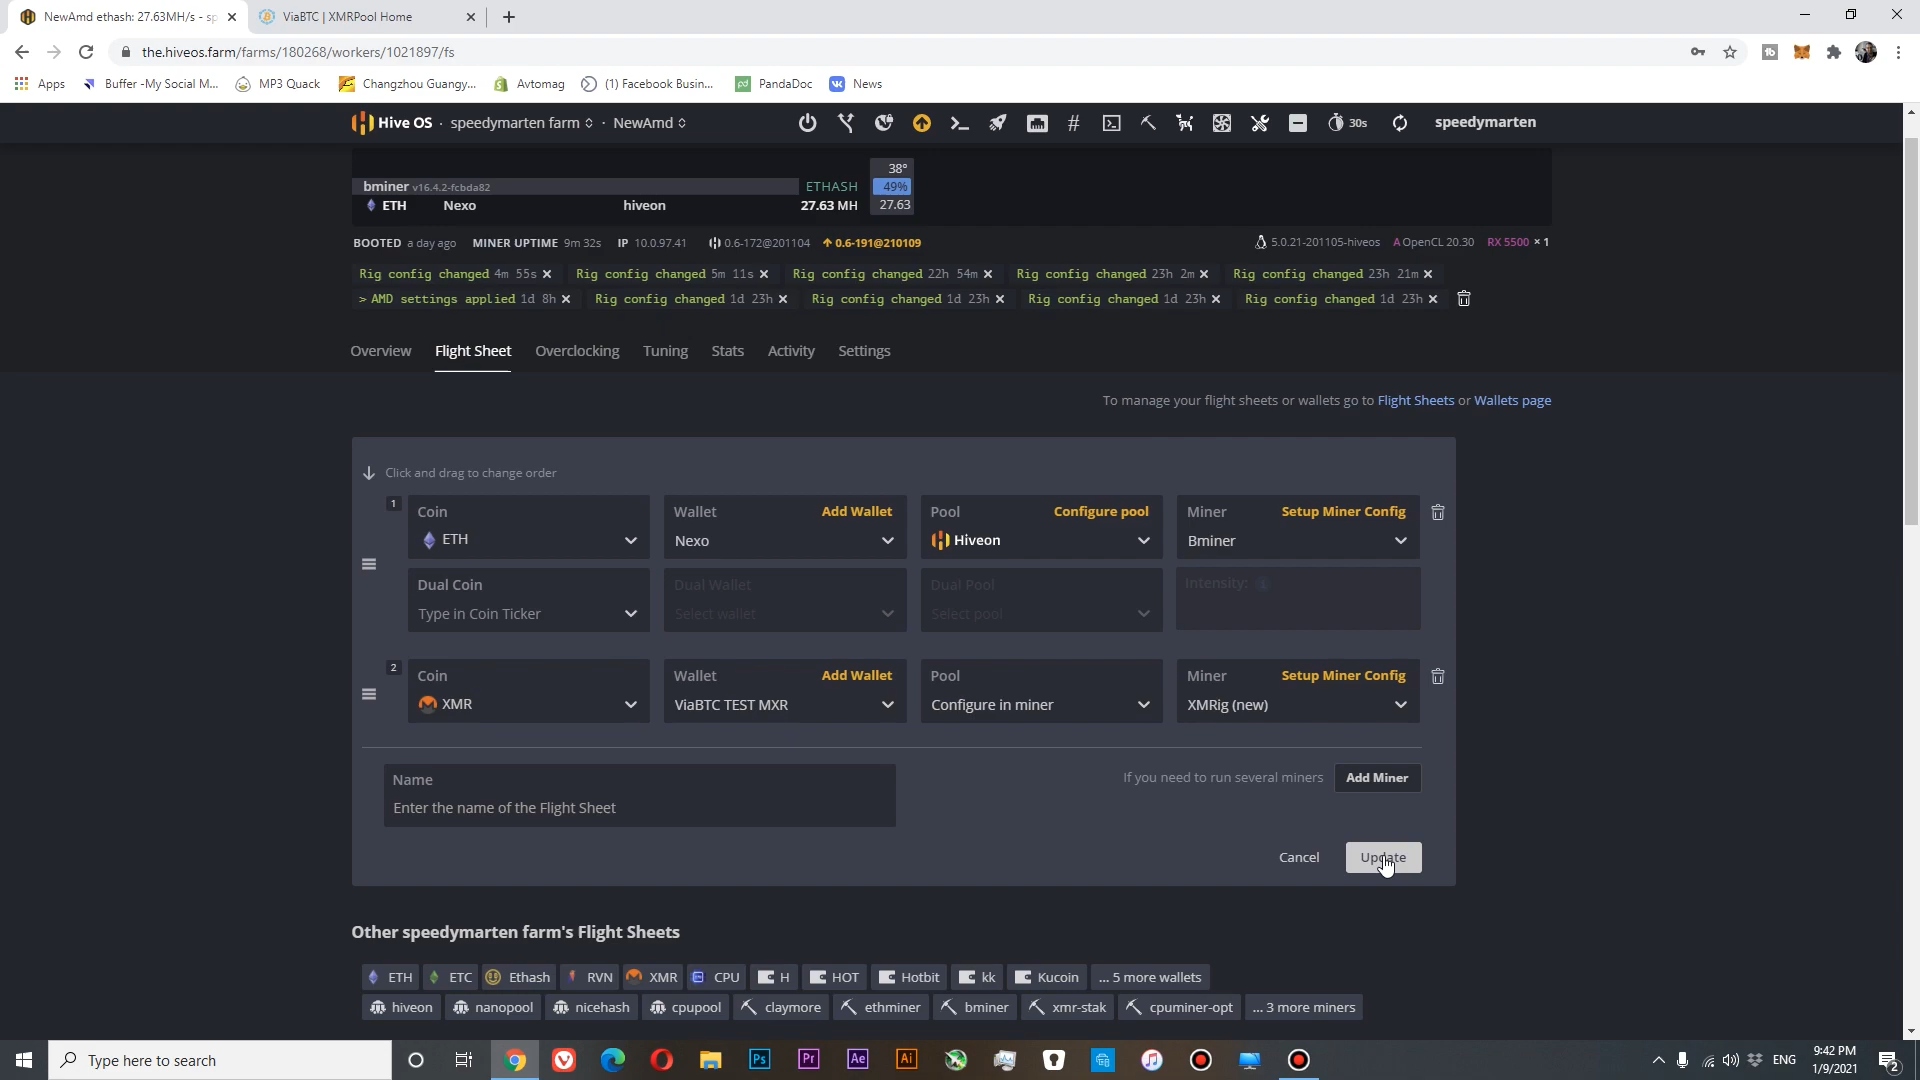 NewAmd ethash: 27.63MH/s - sp
ViaBTC | XMRPool Home
the.hiveos.farm/farms/180268/workers/1021897/fs
Apps
Buffer -My Social M...
MP3 Quack
Changzhou Guangy...
Avtomag
(1) Facebook Busin...
PandaDoc
News
Hive OS · speedymarten farm · NewAmd
30s
speedymarten
38°
bminer v16.4.2-fcbda82 ETHASH 49%
ETH Nexo hiveon 27.63 MH 27.63
BOOTED a day ago MINER UPTIME 9m 32s IP 10.0.97.41 0.6-172@201104 0.6-191@210109 5.0.21-201105-hiveos A OpenCL 20.30 RX 5500 × 1
Rig config changed 4m 55s × Rig config changed 5m 11s × Rig config changed 22h 54m × Rig config changed 23h 2m × Rig config changed 23h 21m ×
> AMD settings applied 1d 8h × Rig config changed 1d 23h × Rig config changed 1d 23h × Rig config changed 1d 23h × Rig config changed 1d 23h ×
Overview Flight Sheet Overclocking Tuning Stats Activity Settings
To manage your flight sheets or wallets go to Flight Sheets or Wallets page
Click and drag to change order
1 Coin Wallet Add Wallet Pool Configure pool Miner Setup Miner Config
ETH Nexo Hiveon Bminer
Dual Coin Dual Wallet Dual Pool Intensity:
Type in Coin Ticker Select wallet Select pool
2 Coin Wallet Add Wallet Pool Miner Setup Miner Config
XMR ViaBTC TEST MXR Configure in miner XMRig (new)
Name
Enter the name of the Flight Sheet
If you need to run several miners Add Miner
Cancel Update
Other speedymarten farm's Flight Sheets
ETH ETC Ethash RVN XMR CPU H HOT Hotbit kk Kucoin ... 5 more wallets
hiveon nanopool nicehash cpupool claymore ethminer bminer xmr-stak cpuminer-opt ... 3 more miners
Type here to search
Ps
Pr
Ae
Ai
ENG
9:42 PM
1/9/2021
2